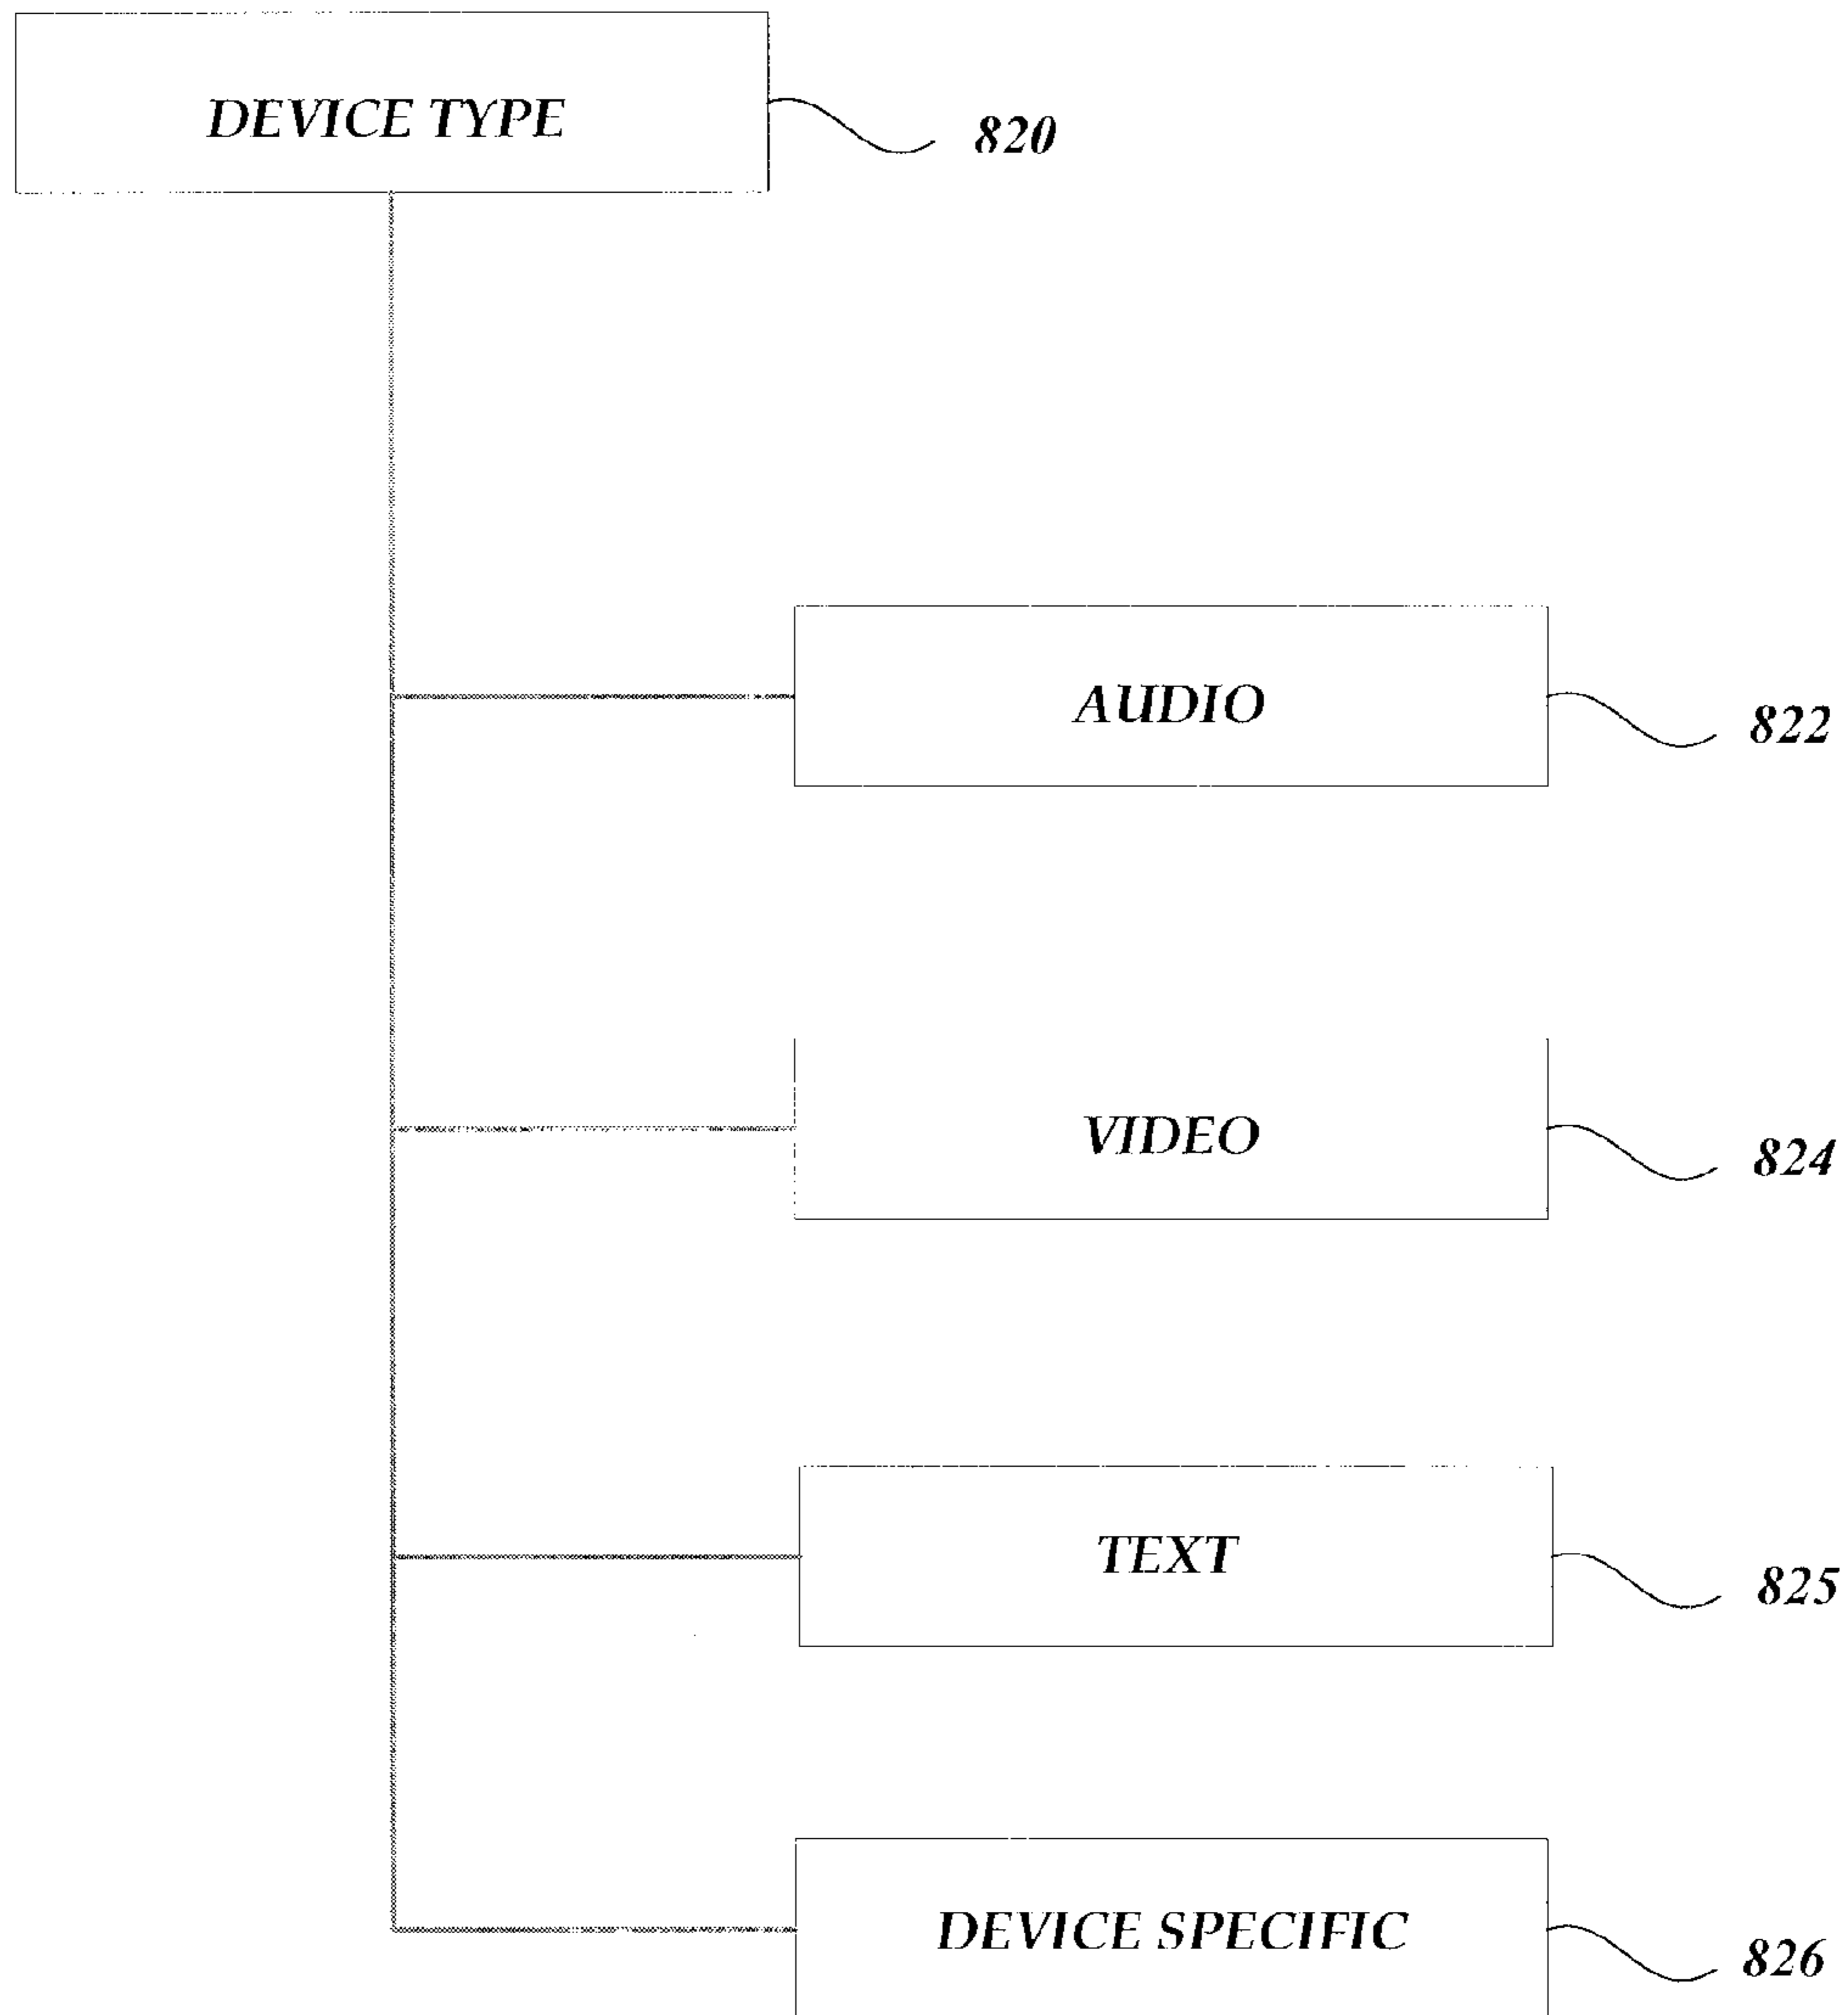 DEVICE TYPE
820
AUDIO
822
VIDEO
824
TEXT
825
DEVICE SPECIFIC
826